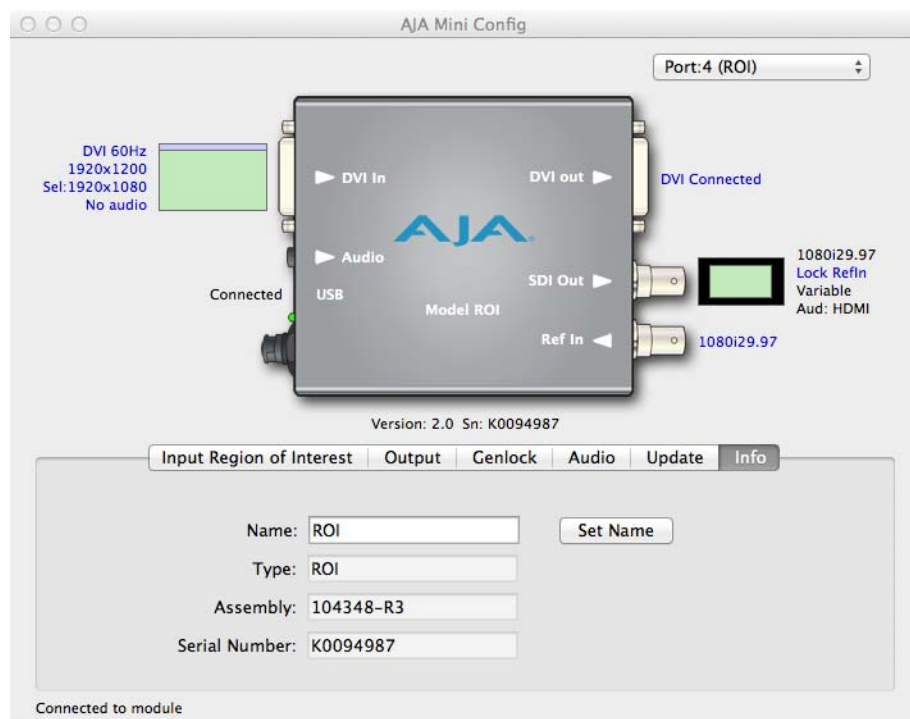 AJA Mini Config
Port:4 (ROI)
DVI 60Hz
1920x1200
Sel:1920x1080
No audio
DVI In
DVI out
DVI Connected
AJA
Audio
Connected
USB
SDI Out
Model ROI
1080i29.97
Lock RefIn
Variable
Aud: HDMI
Ref In
1080i29.97
Version: 2.0 Sn: K0094987
Input Region of Interest Output Genlock Audio Update Info
Name: ROI Set Name
Type: ROI
Assembly: 104348-R3
Serial Number: K0094987
Connected to module